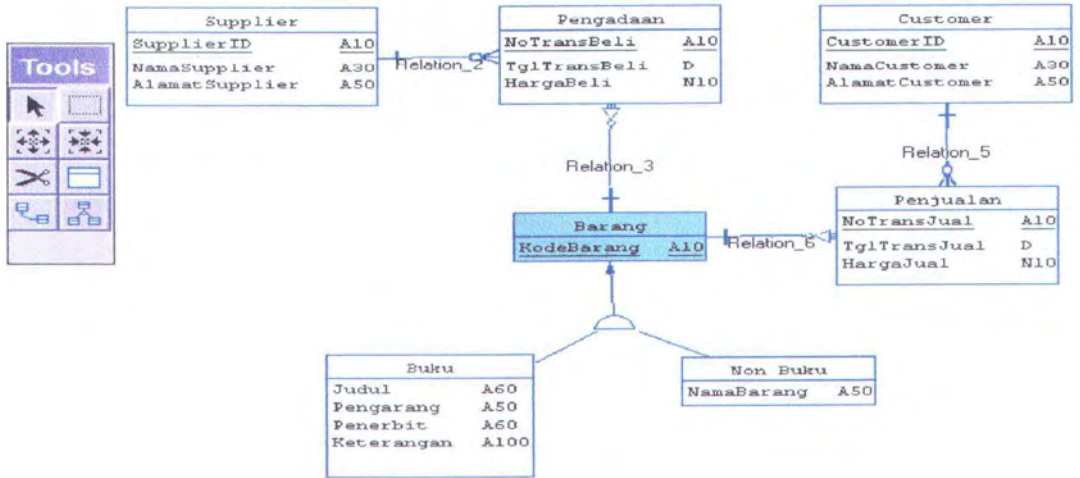 Tools
Supplier
SupplierID A10
NamaSupplier A30
AlamatSupplier A50
Relation_2
Pengadaan
NoTransBeli A10
TglTransBeli D
HargaBeli N10
Customer
CustomerID A10
NamaCustomer A30
AlamatCustomer A50
Relation_3
Relation_5
Barang
KodeBarang A10
Relation_6
Penjualan
NoTransJual A10
TglTransJual D
HargaJual N10
Buku
Judul A60
Pengarang A50
Penerbit A60
Keterangan A100
Non Buku
NamaBarang A50